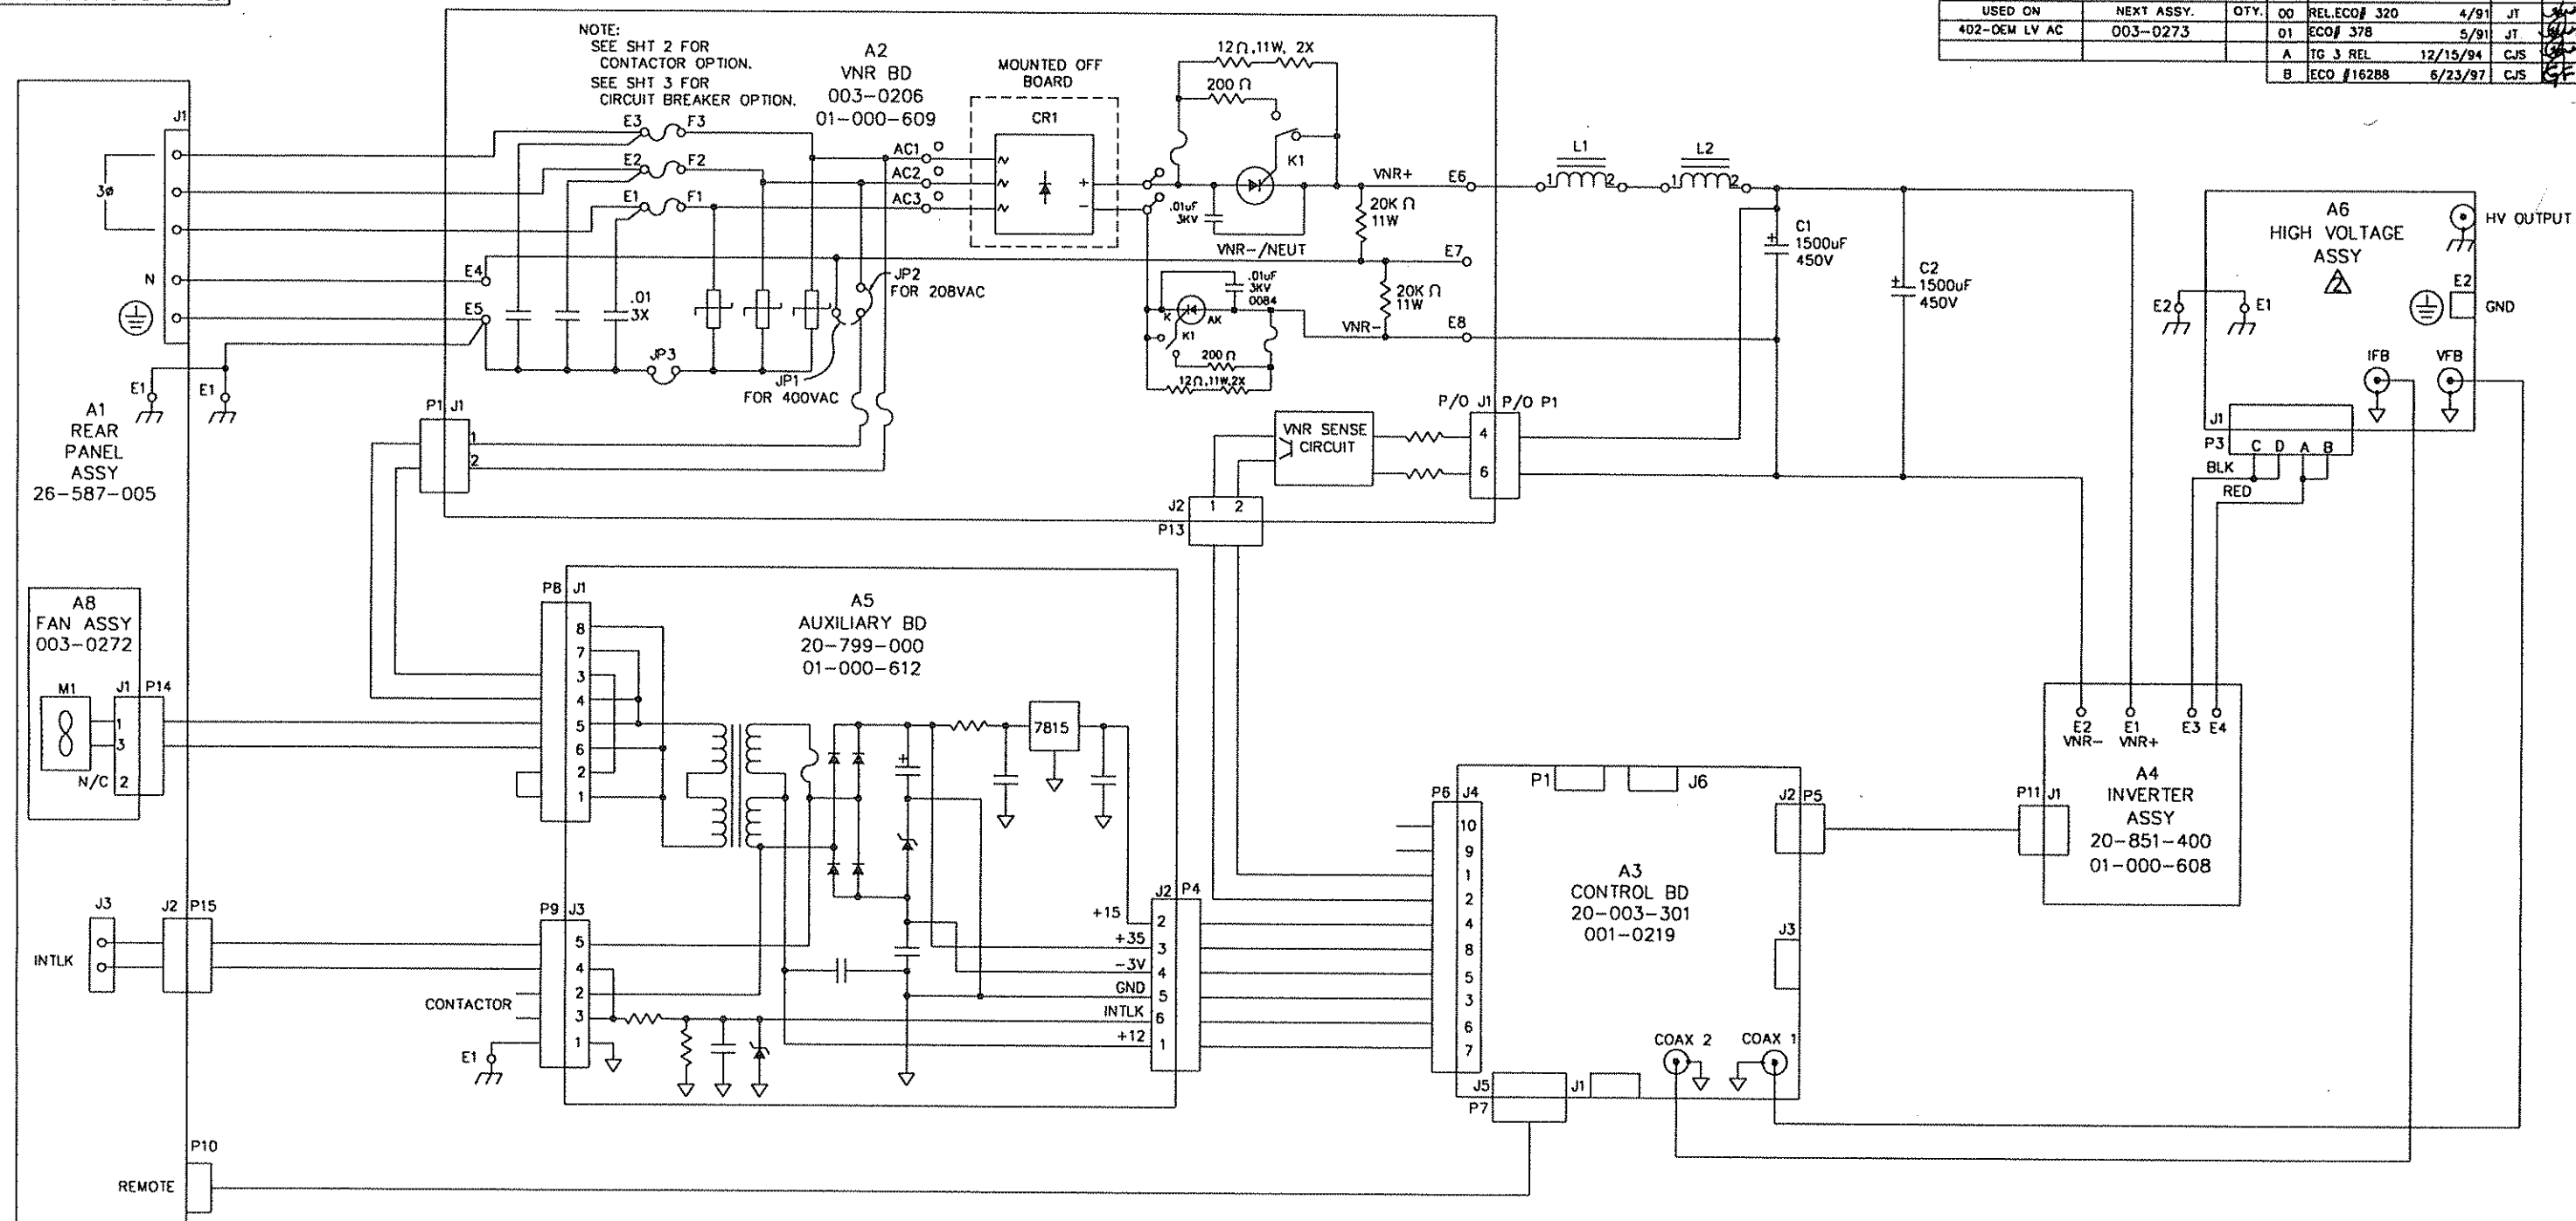 USED ON NEXT ASSY. QTY. 00 REL.ECO# 320 4/91 JT
402-OEM LV AC 003-0273 01 ECO# 378 5/91 JT
A TG 3 REL 12/15/94 CJS
B ECO #16288 6/23/97 CJS
NOTE:
SEE SHT 2 FOR
CONTACTOR OPTION.
SEE SHT 3 FOR
CIRCUIT BREAKER OPTION.
A2
VNR BD
003-0206
01-000-609
MOUNTED OFF
BOARD
CR1
12Ω,11W, 2X
200 Ω
K1
J1
3ø
N
E3 F3
E2 F2
E1 F1
E4
E5
.01
3X
JP3
AC1
AC2
AC3
+
−
.01uF
3KV
VNR+
E6
20K Ω
11W
VNR-/NEUT
E7
JP2
FOR 208VAC
JP1
FOR 400VAC
.01uF
3KV
0084
K
AK
K1
200 Ω
12Ω,11W,2X
20K Ω
11W
VNR-
E8
L1
1 2
L2
1 2
C1
+
1500uF
450V
C2
+
1500uF
450V
A6
HIGH VOLTAGE
ASSY
2
HV OUTPUT
E2
GND
E2
E1
IFB
VFB
J1
P3
C D A B
BLK
RED
E1
E1
A1
REAR
PANEL
ASSY
26-587-005
P1 J1
1
2
VNR SENSE
CIRCUIT
P/O J1 P/O P1
4
6
J2 1 2
P13
A8
FAN ASSY
003-0272
M1
J1 P14
1
3
N/C 2
P8 J1
8
7
3
4
5
6
2
1
A5
AUXILIARY BD
20-799-000
01-000-612
+
7815
P9 J3
5
4
2
3
1
CONTACTOR
E1
J3
J2 P15
INTLK
J2 P4
+15 2
+35 3
-3V 4
GND 5
INTLK 6
+12 1
P6 J4
10
9
1
2
4
8
5
3
6
7
P1
J6
A3
CONTROL BD
20-003-301
001-0219
J2 P5
J3
COAX 2
COAX 1
J5
P7
J1
E2
VNR-
E1
VNR+
E3 E4
P11 J1
A4
INVERTER
ASSY
20-851-400
01-000-608
P10
REMOTE